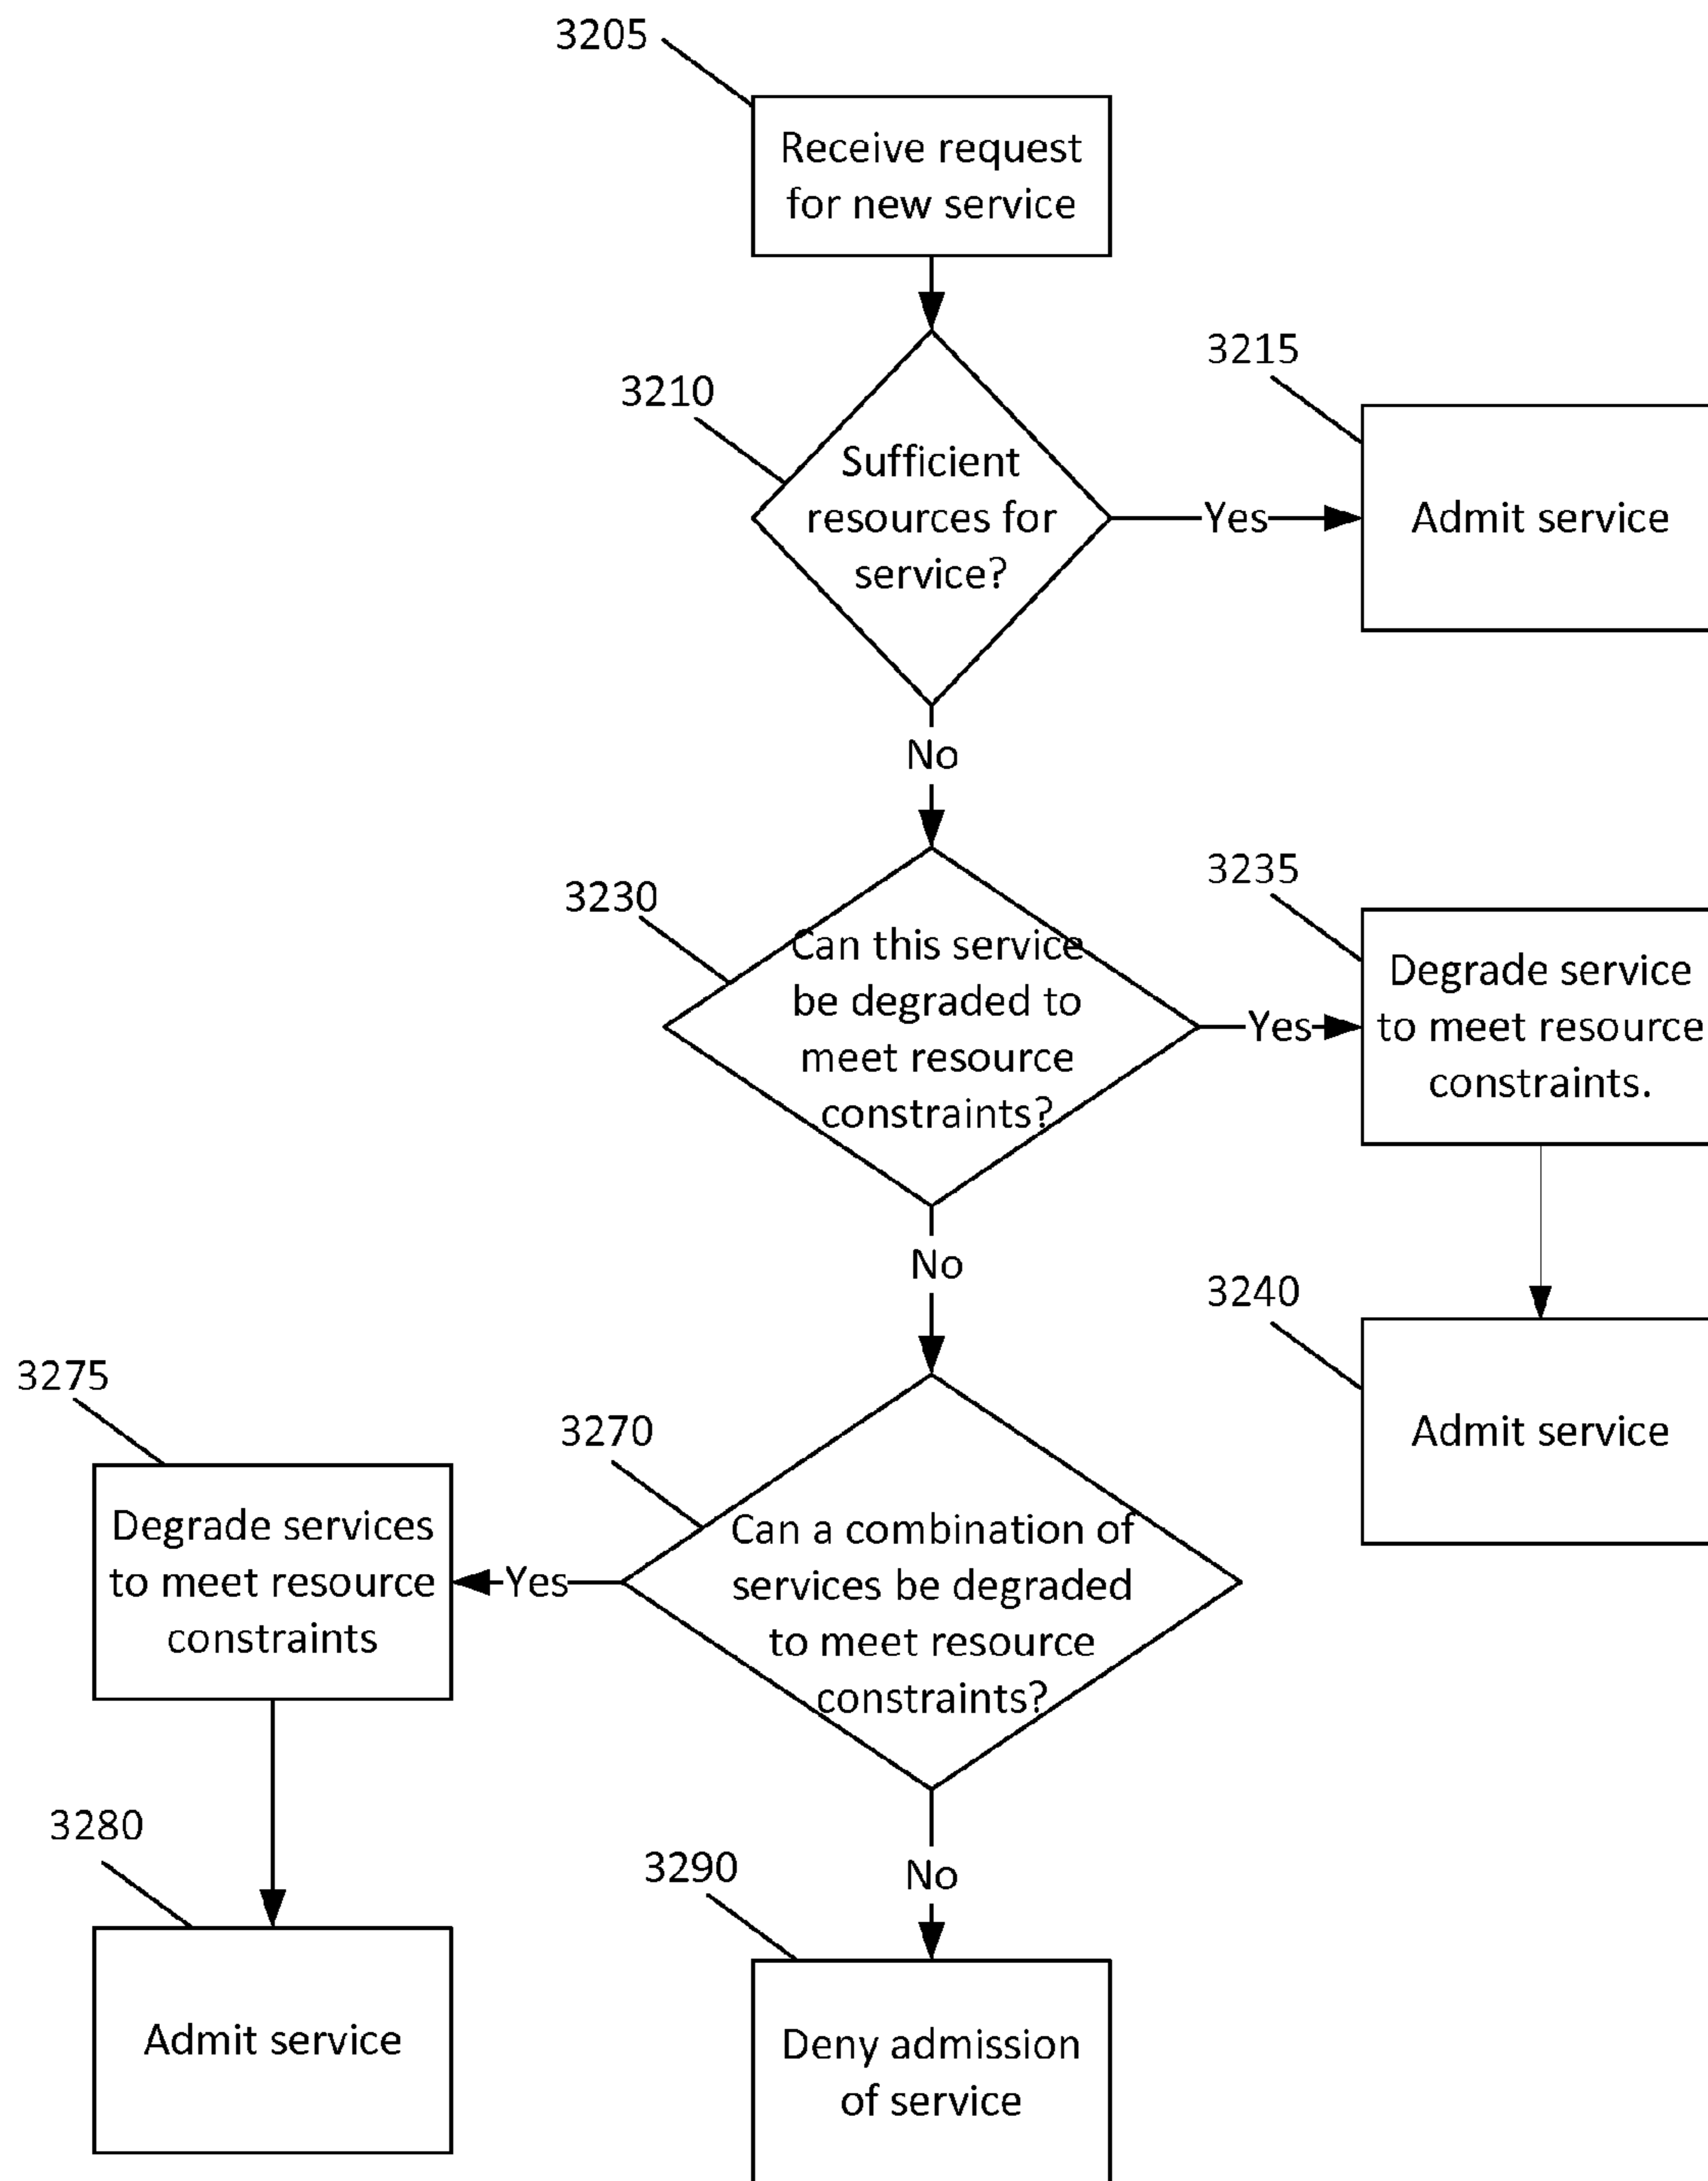 3205
Receive request
for new service
3210
Sufficient
resources for
service?
Yes
3215
Admit service
No
3230
Can this service
be degraded to
meet resource
constraints?
Yes
3235
Degrade service
to meet resource
constraints.
No
3240
Admit service
3270
Can a combination of
services be degraded
to meet resource
constraints?
Yes
3275
Degrade services
to meet resource
constraints
3280
Admit service
No
3290
Deny admission
of service